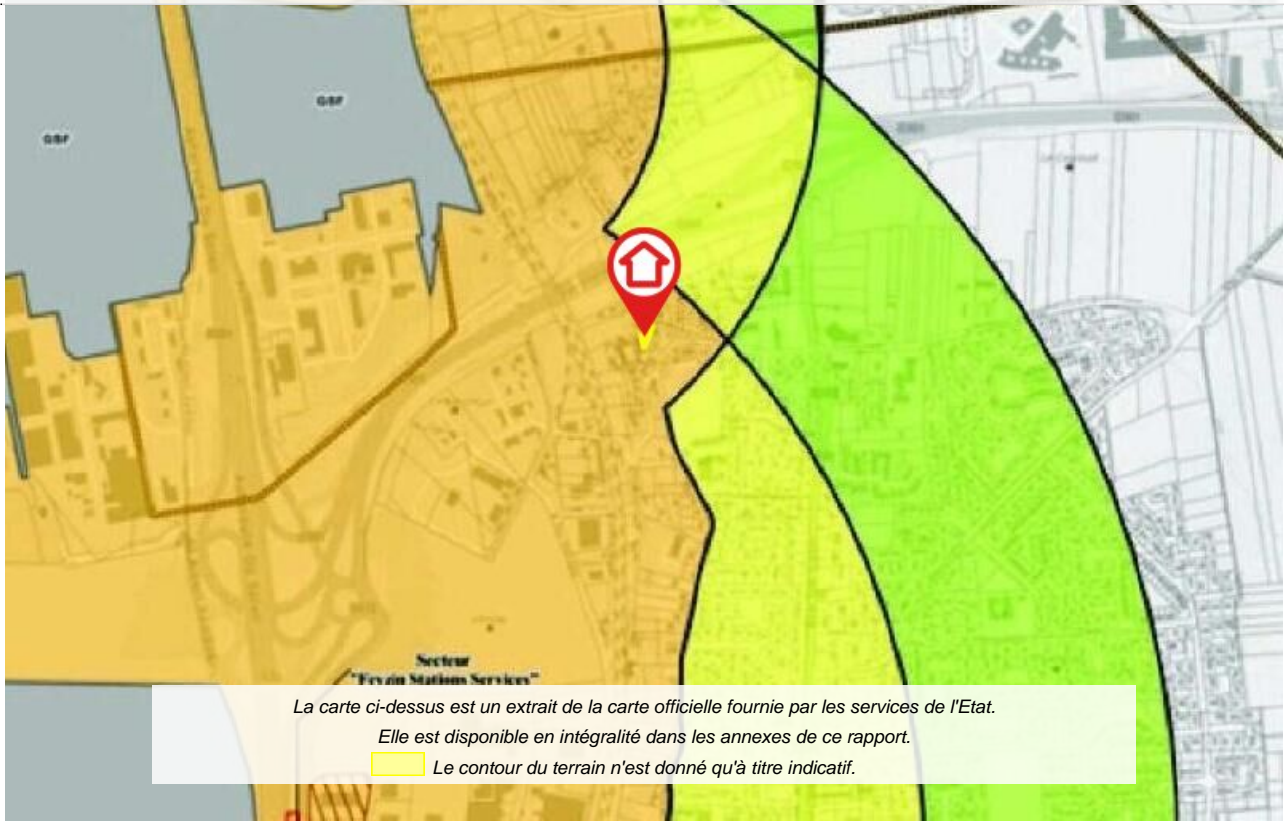 GSF
GSF
Secteur
"Feyzin Stations Services"
La carte ci-dessus est un extrait de la carte officielle fournie par les services de l'Etat.
Elle est disponible en intégralité dans les annexes de ce rapport.
Le contour du terrain n'est donné qu'à titre indicatif.